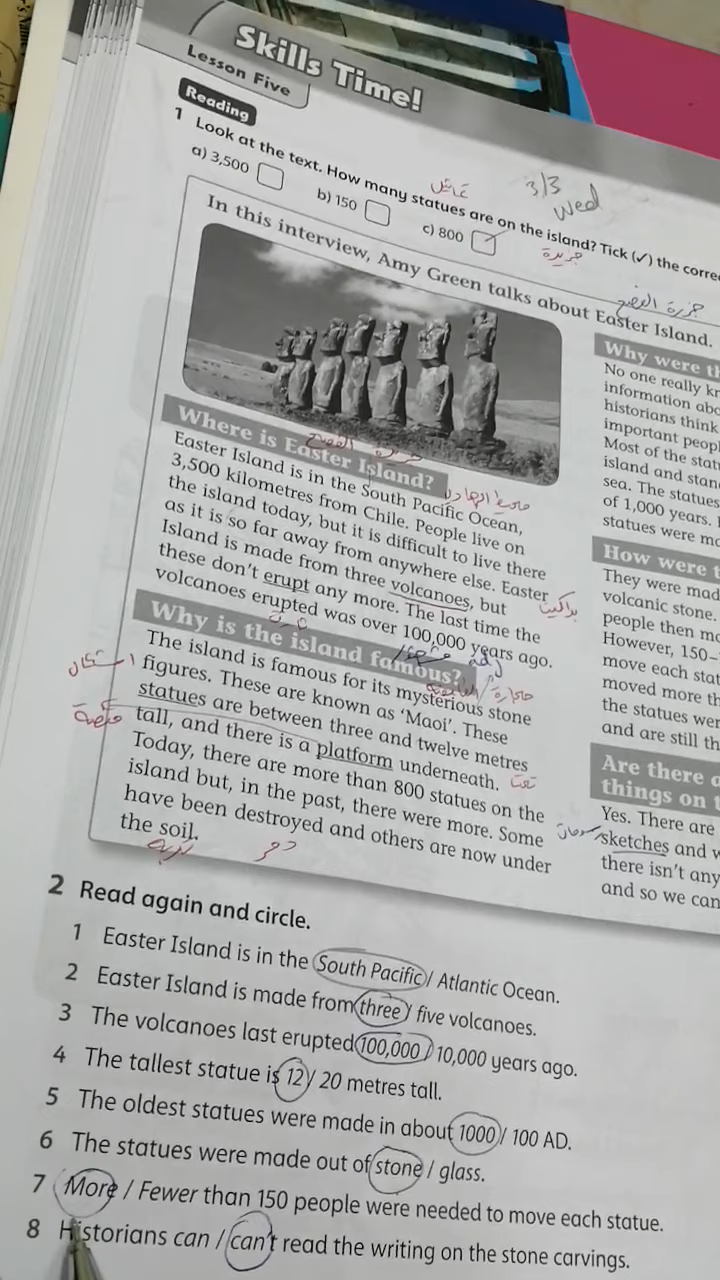 Skills Time!
Lesson Five
Reading
1 Look at the text. How many statues are on the island? Tick (✓) the corre
a) 3,500
b) 150
c) 800
3/3
Wed
جزيرة
In this interview, Amy Green talks about Easter Island.
Where is Easter Island?
Easter Island is in the South Pacific Ocean,
3,500 kilometres from Chile. People live on
the island today, but it is difficult to live there
as it is so far away from anywhere else. Easter
Island is made from three volcanoes, but
these don't erupt any more. The last time the
volcanoes erupted was over 100,000 years ago.
براكين
Why is the island famous?
The island is famous for its mysterious stone
figures. These are known as 'Maoi'. These
statues are between three and twelve metres
tall, and there is a platform underneath.
Today, there are more than 800 statues on the
island but, in the past, there were more. Some
have been destroyed and others are now under
the soil.
منصة
تحت
تربة
Why were th
No one really kn
information abo
historians think
important peopl
Most of the stat
island and stan
sea. The statues
of 1,000 years.
statues were mo
How were t
They were mad
volcanic stone.
people then mo
However, 150–
move each stat
moved more th
the statues wer
and are still th
Are there a
things on t
Yes. There are
sketches and w
there isn't any
and so we can
2 Read again and circle.
1 Easter Island is in the South Pacific / Atlantic Ocean.
2 Easter Island is made from three / five volcanoes.
3 The volcanoes last erupted 100,000 / 10,000 years ago.
4 The tallest statue is 12 / 20 metres tall.
5 The oldest statues were made in about 1000 / 100 AD.
6 The statues were made out of stone / glass.
7 More / Fewer than 150 people were needed to move each statue.
8 Historians can / can't read the writing on the stone carvings.